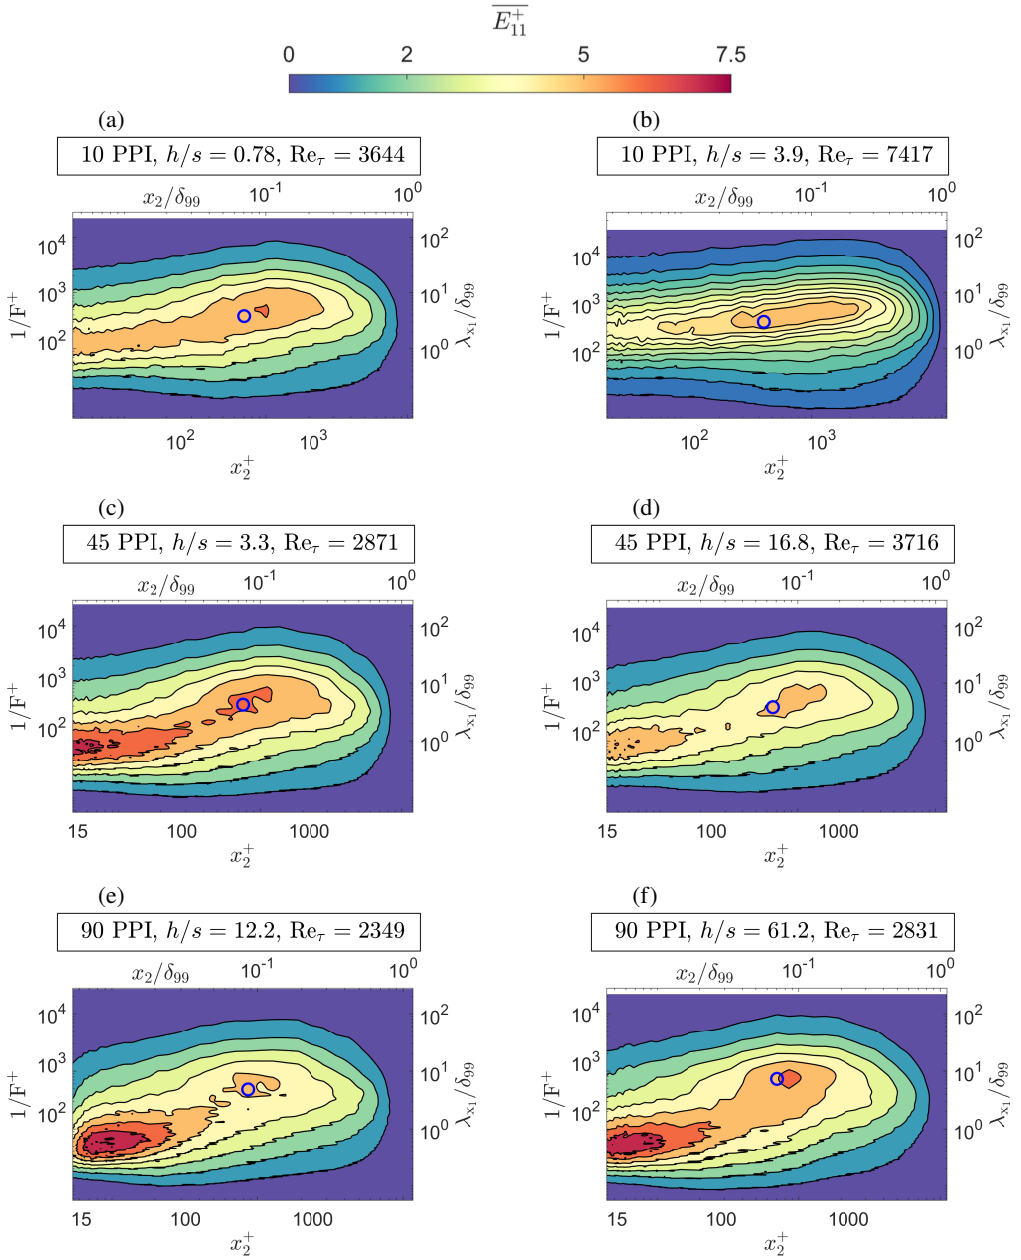 E₁₁⁺
0 2 5 7.5
(a) (b)
10 PPI, h/s = 0.78, Reτ = 3644
10 PPI, h/s = 3.9, Reτ = 7417
x₂/δ₉₉ 10⁻¹ 10⁰
x₂/δ₉₉ 10⁻¹ 10⁰
1/F⁺
10⁴
10³
10²
10²
10¹
10⁰
λx₁/δ₉₉
1/F⁺
10⁴
10³
10²
10²
10¹
10⁰
λx₁/δ₉₉
10² 10³
x₂⁺
10² 10³
x₂⁺
(c) (d)
45 PPI, h/s = 3.3, Reτ = 2871
45 PPI, h/s = 16.8, Reτ = 3716
x₂/δ₉₉ 10⁻¹ 10⁰
x₂/δ₉₉ 10⁻¹ 10⁰
1/F⁺
10⁴
10³
10²
10²
10¹
10⁰
λx₁/δ₉₉
1/F⁺
10⁴
10³
10²
10²
10¹
10⁰
λx₁/δ₉₉
15 100 1000
x₂⁺
15 100 1000
x₂⁺
(e) (f)
90 PPI, h/s = 12.2, Reτ = 2349
90 PPI, h/s = 61.2, Reτ = 2831
x₂/δ₉₉ 10⁻¹ 10⁰
x₂/δ₉₉ 10⁻¹ 10⁰
1/F⁺
10⁴
10³
10²
10²
10¹
10⁰
λx₁/δ₉₉
1/F⁺
10⁴
10³
10²
10²
10¹
10⁰
λx₁/δ₉₉
15 100 1000
x₂⁺
15 100 1000
x₂⁺